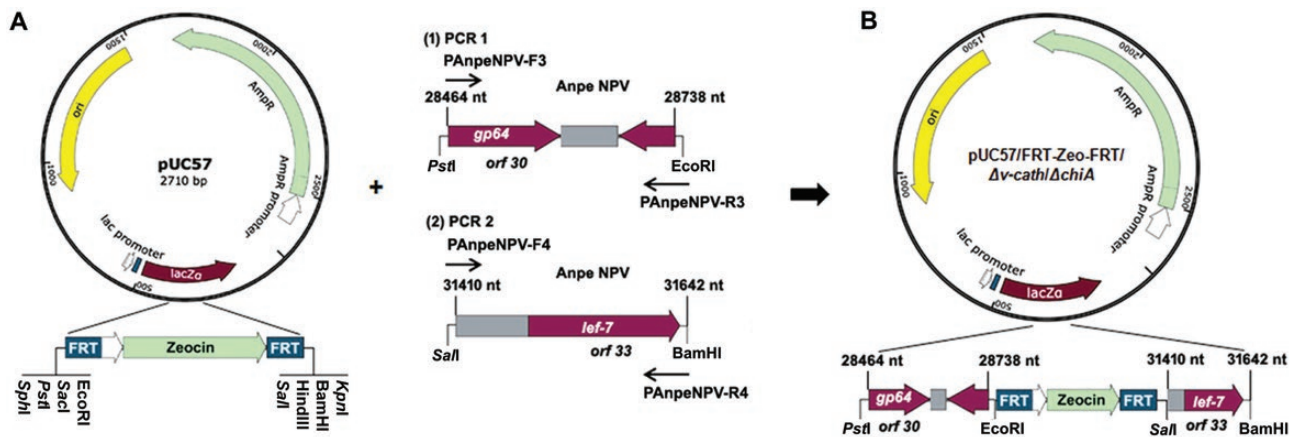 A
1500
2000
ori
AmpR
pUC57
2710 bp
1000
2500
AmpR promoter
lac promoter
lacZα
500
FRT
Zeocin
FRT
SphI
PstI
SacI
EcoRI
SalI
HindIII
BamHI
KpnI
+
(1) PCR 1
PAnpeNPV-F3
Anpe NPV
28464 nt
28738 nt
gp64
PstI
orf 30
EcoRI
PAnpeNPV-R3
(2) PCR 2
PAnpeNPV-F4
Anpe NPV
31410 nt
31642 nt
lef-7
SalI
orf 33
BamHI
PAnpeNPV-R4
B
1500
2000
ori
AmpR
pUC57/FRT-Zeo-FRT/
Δv-cath/ΔchiA
1000
2500
AmpR promoter
lac promoter
lacZα
500
28464 nt
28738 nt
31410 nt
31642 nt
gp64
FRT
Zeocin
FRT
lef-7
PstI
orf 30
EcoRI
SalI
orf 33
BamHI